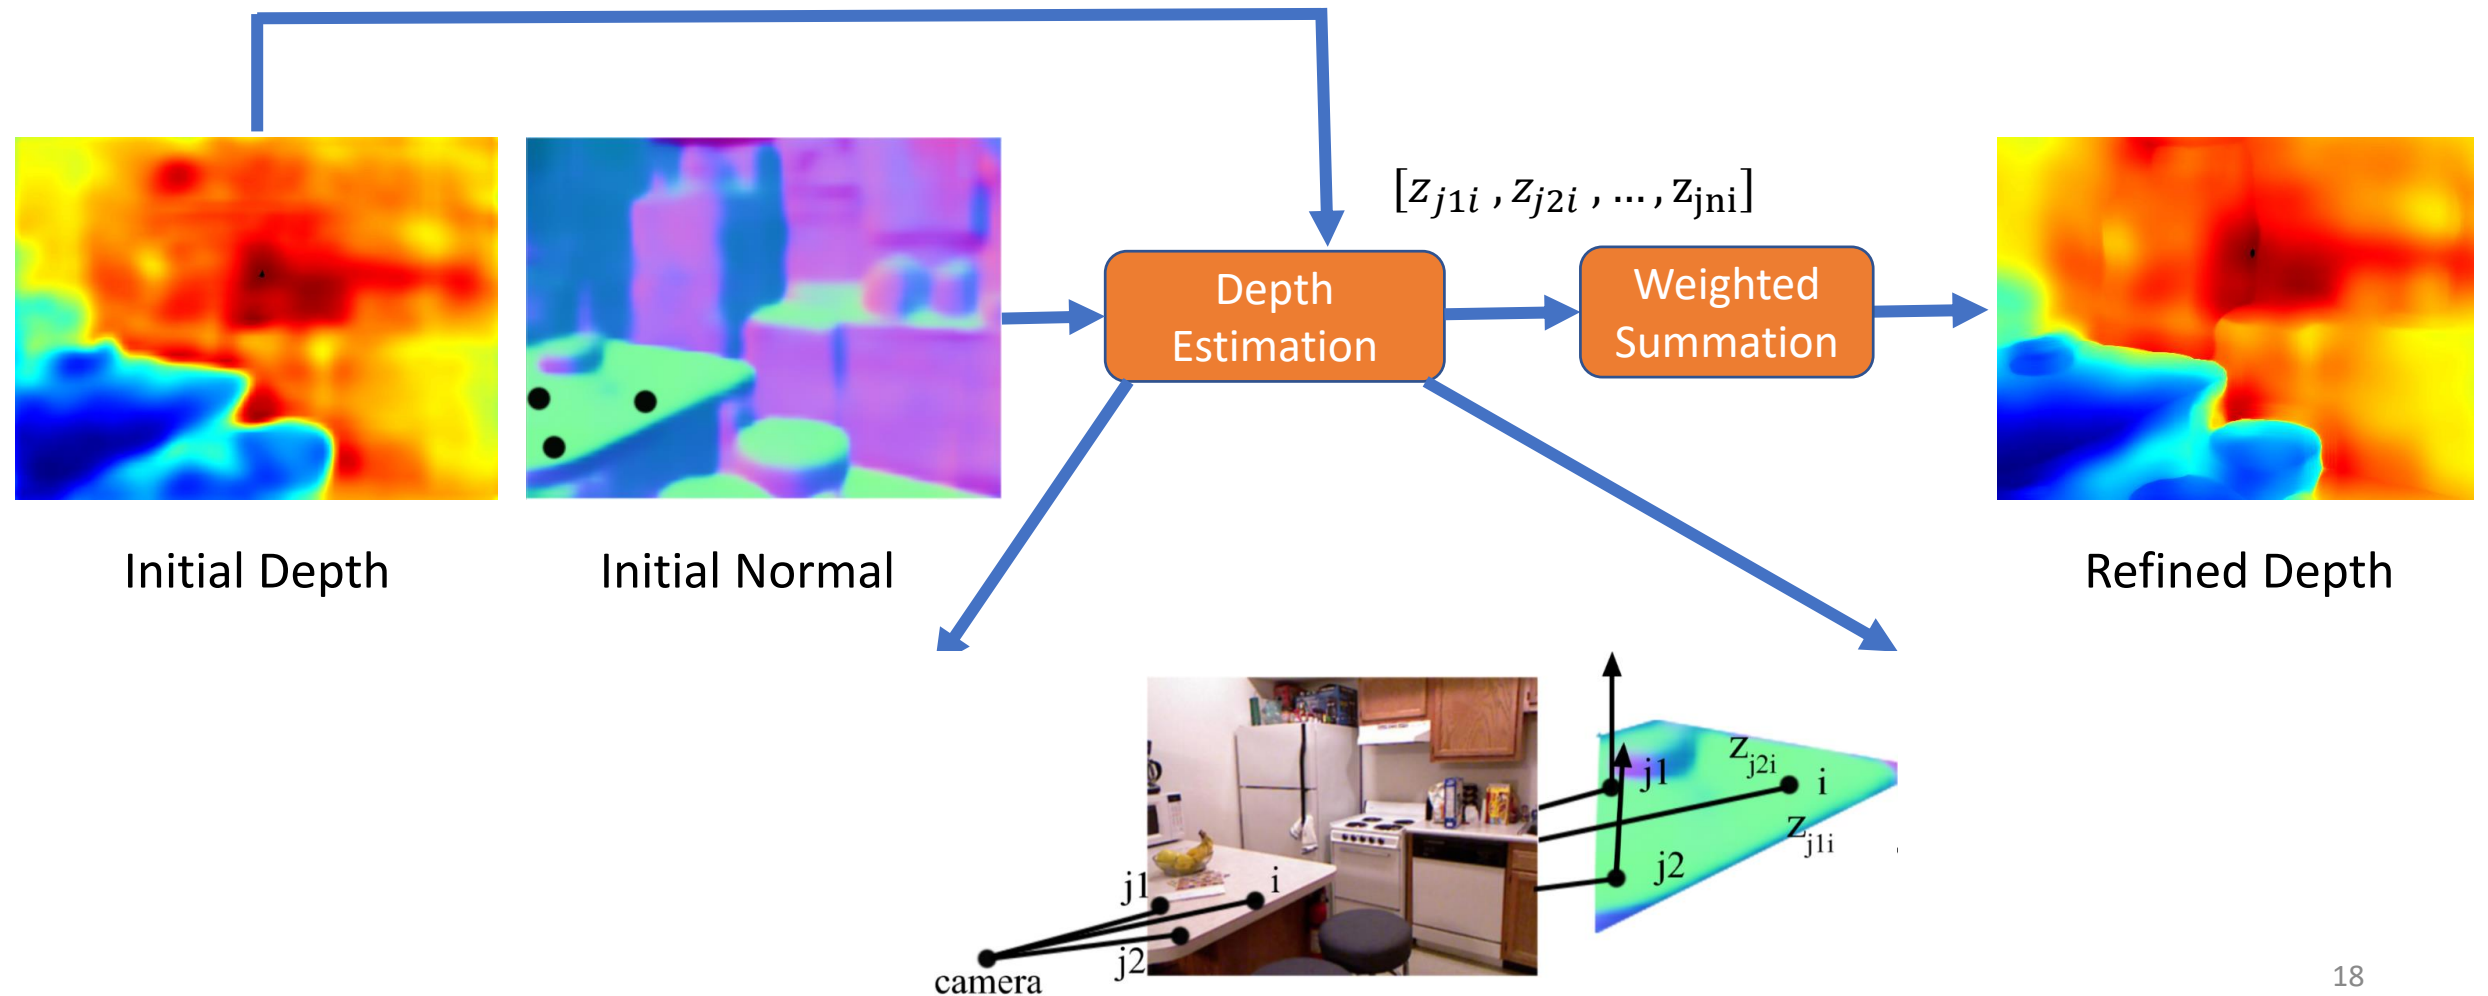 [z_{j1i} , z_{j2i} , … , z_{jni}]
Depth
Estimation
Weighted
Summation
Initial Depth
Initial Normal
Refined Depth
z_{j2i}
j1
i
z_{j1i}
j2
j1
i
j2
camera
18